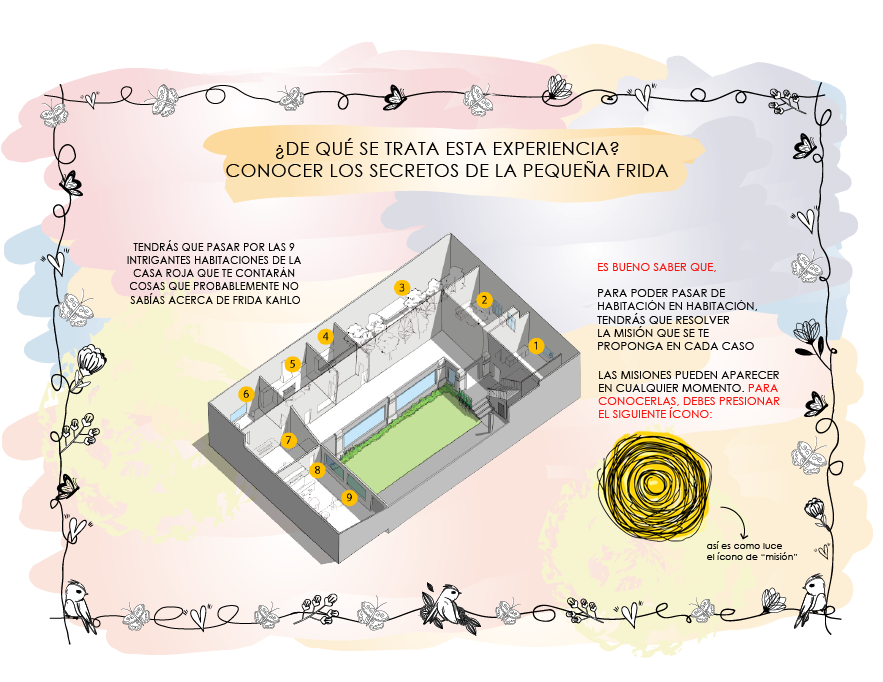 ¿DE QUÉ SE TRATA ESTA EXPERIENCIA?
CONOCER LOS SECRETOS DE LA PEQUEÑA FRIDA
TENDRÁS QUE PASAR POR LAS 9
INTRIGANTES HABITACIONES DE LA
CASA ROJA QUE TE CONTARÁN
COSAS QUE PROBABLEMENTE NO
SABÍAS ACERCA DE FRIDA KAHLO
3
2
4
1
5
6
7
8
9
ES BUENO SABER QUE,
PARA PODER PASAR DE
HABITACIÓN EN HABITACIÓN,
TENDRÁS QUE RESOLVER
LA MISIÓN QUE SE TE
PROPONGA EN CADA CASO
LAS MISIONES PUEDEN APARECER
EN CUALQUIER MOMENTO. PARA
CONOCERLAS, DEBES PRESIONAR
EL SIGUIENTE ÍCONO:
así es como luce
el ícono de “misión”